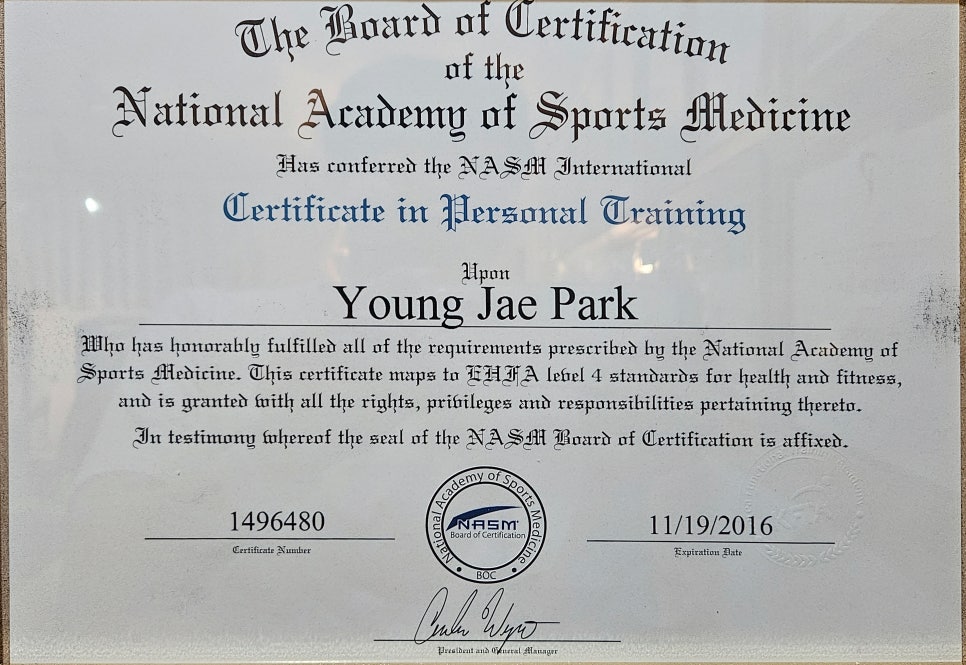 The Board of Certification
of the
National Academy of Sports Medicine
Has conferred the NASM International
Certificate in Personal Training
Upon
Young Jae Park
Who has honorably fulfilled all of the requirements prescribed by the National Academy of
Sports Medicine. This certificate maps to EHFA level 4 standards for health and fitness,
and is granted with all the rights, privileges and responsibilities pertaining thereto.
In testimony whereof the seal of the NASM Board of Certification is affixed.
National Academy of Sports Medicine
NASM
Board of Certification
BOC
1496480
Certificate Number
11/19/2016
Expiration Date
President and General Manager